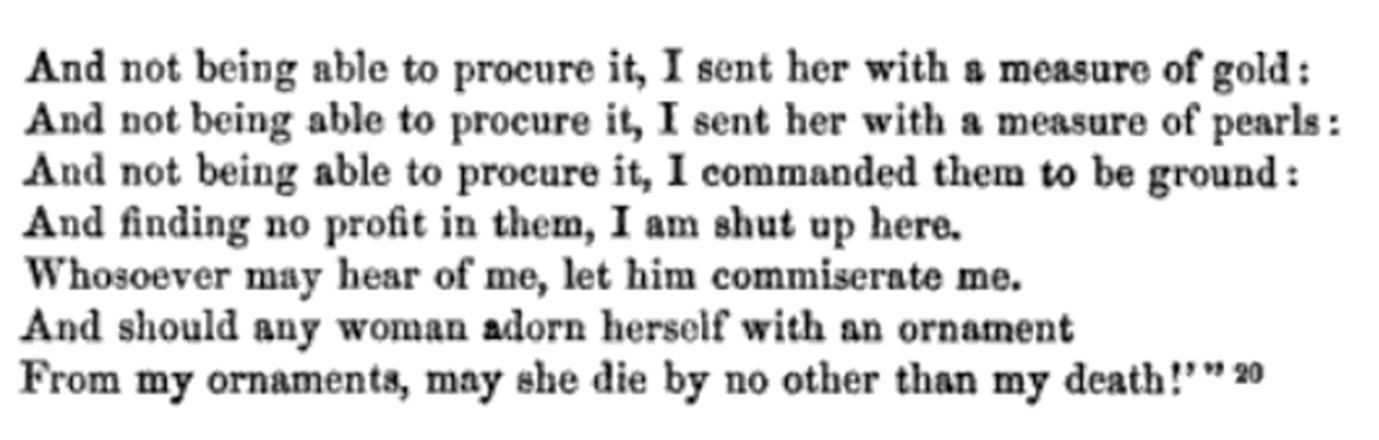 And not being able to procure it, I sent her with a measure of gold:
And not being able to procure it, I sent her with a measure of pearls:
And not being able to procure it, I commanded them to be ground:
And finding no profit in them, I am shut up here.
Whosoever may hear of me, let him commiserate me.
And should any woman adorn herself with an ornament
From my ornaments, may she die by no other than my death!’” 20